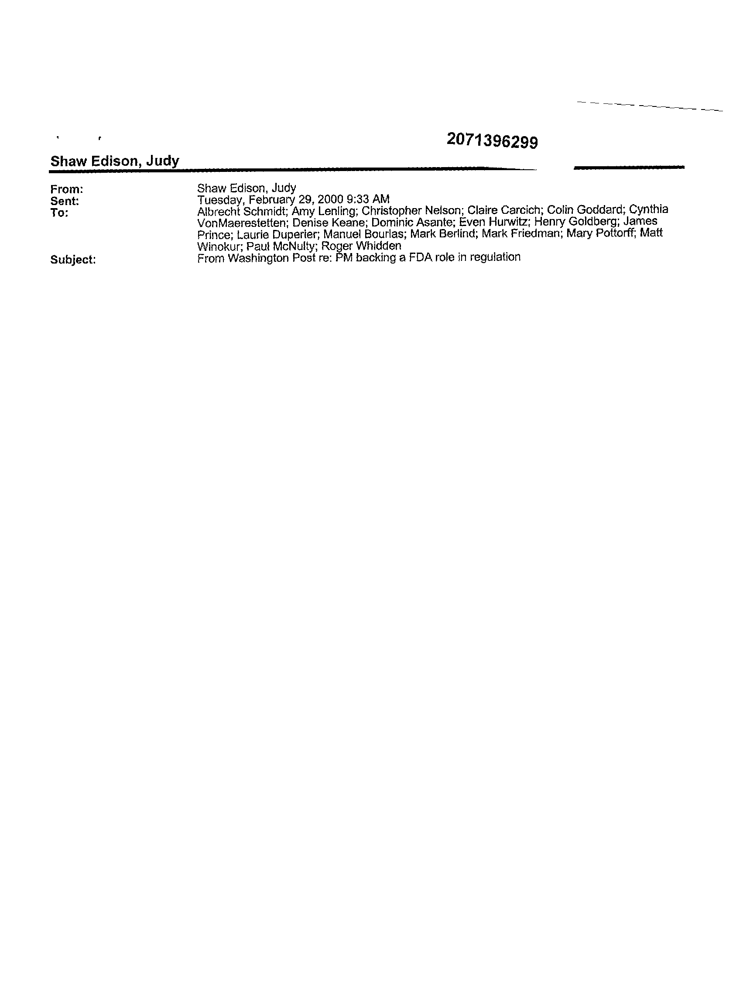 2071396299
Shaw Edison, Judy
From: Shaw Edison, Judy
Sent: Tuesday, February 29, 2000 9:33 AM
To: Albrecht Schmidt; Amy Lenling; Christopher Nelson; Claire Carcich; Colin Goddard; Cynthia
VonMaerestetten; Denise Keane; Dominic Asante; Even Hurwitz; Henry Goldberg; James
Prince; Laurie Duperier; Manuel Bourlas; Mark Berlind; Mark Friedman; Mary Pottorff; Matt
Winokur; Paul McNulty; Roger Whidden
Subject: From Washington Post re: PM backing a FDA role in regulation